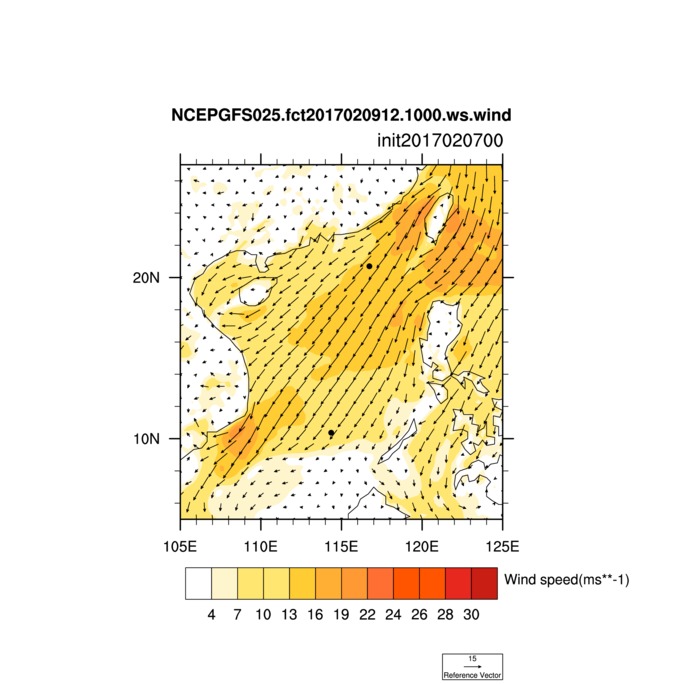 NCEPGFS025.fct2017020912.1000.ws.wind
init2017020700
20N
10N
105E 110E 115E 120E 125E
Wind speed(ms**-1)
4 7 10 13 16 19 22 24 26 28 30
15
Reference Vector